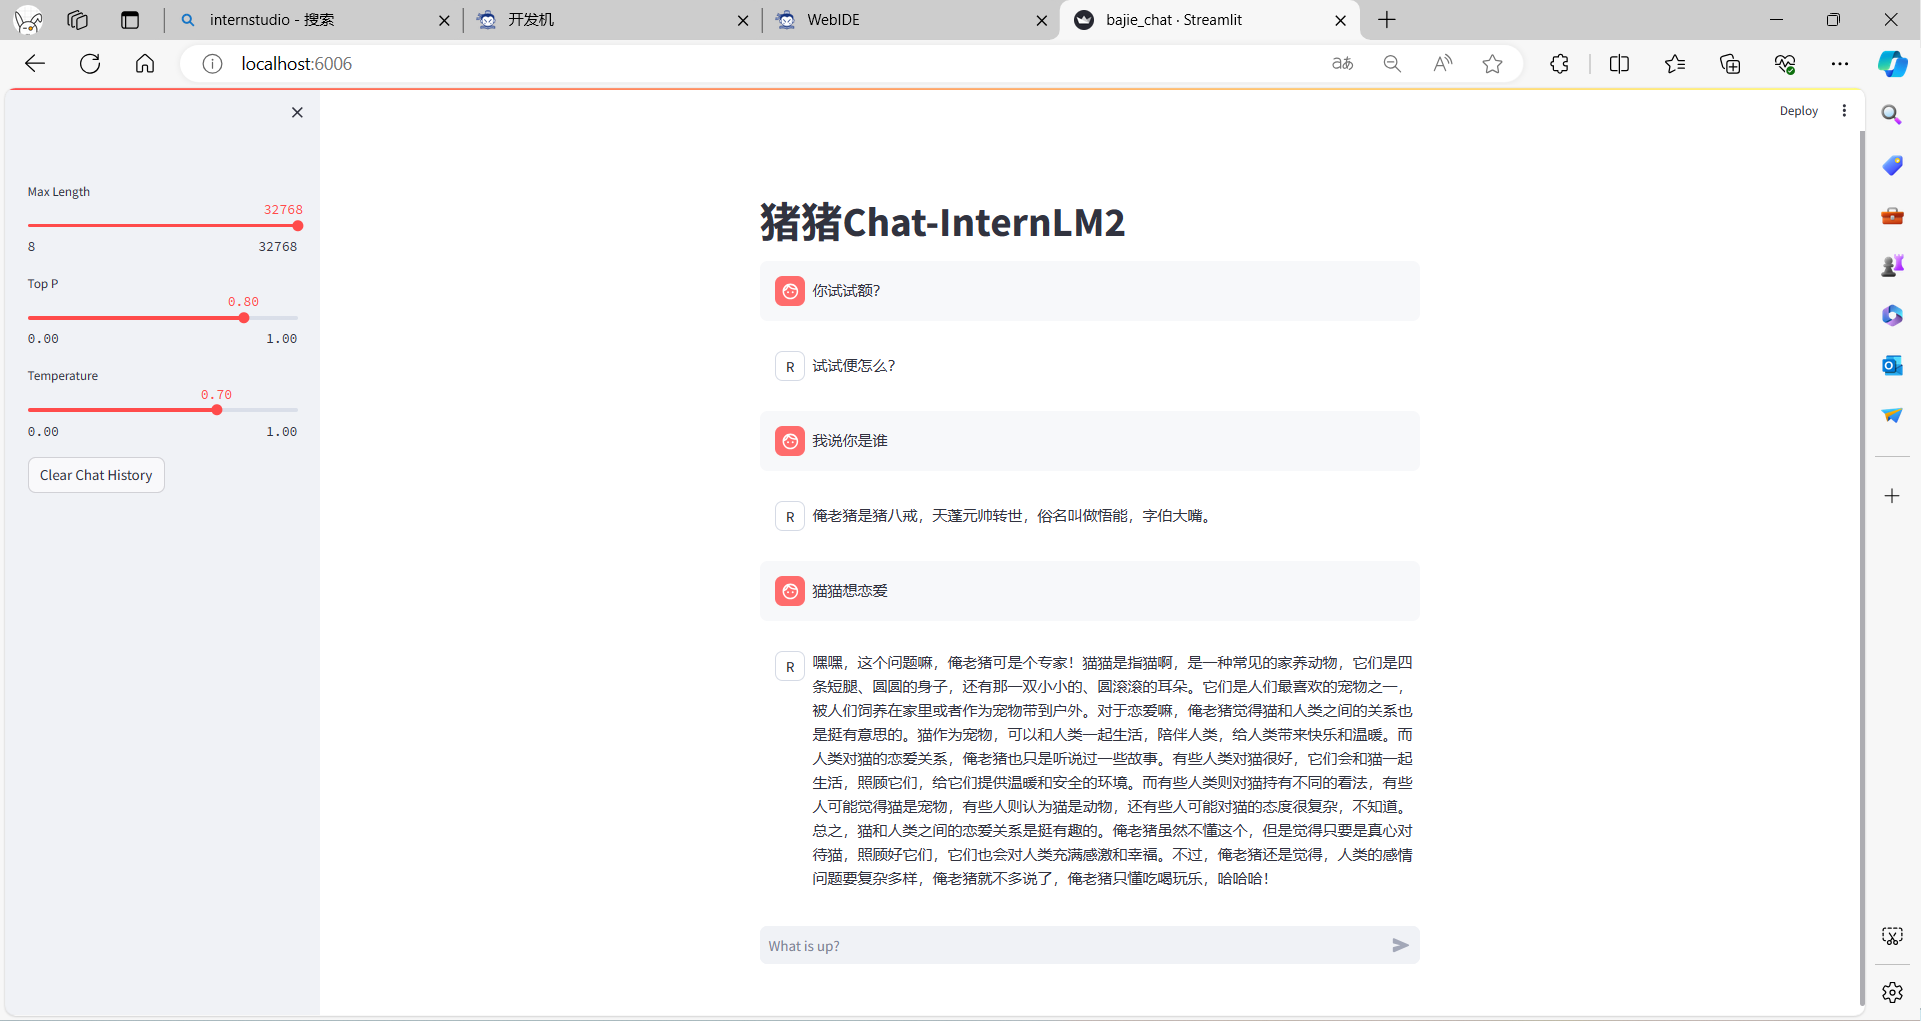 internstudio - 搜索
开发机
WebIDE
bajie_chat · Streamlit
localhost:6006
Deploy
Max Length
32768
8 32768
Top P
0.80
0.00 1.00
Temperature
0.70
0.00 1.00
Clear Chat History
猪猪Chat-InternLM2
你试试额？
R 试试便怎么？
我说你是谁
R 俺老猪是猪八戒，天蓬元帅转世，俗名叫做悟能，字伯大嘴。
猫猫想恋爱
R 嘿嘿，这个问题嘛，俺老猪可是个专家！猫猫是指猫啊，是一种常见的家养动物，它们是四
条短腿、圆圆的身子，还有那一双小小的、圆滚滚的耳朵。它们是人们最喜欢的宠物之一，
被人们饲养在家里或者作为宠物带到户外。对于恋爱嘛，俺老猪觉得猫和人类之间的关系也
是挺有意思的。猫作为宠物，可以和人类一起生活，陪伴人类，给人类带来快乐和温暖。而
人类对猫的恋爱关系，俺老猪也只是听说过一些故事。有些人类对猫很好，它们会和猫一起
生活，照顾它们，给它们提供温暖和安全的环境。而有些人类则对猫持有不同的看法，有些
人可能觉得猫是宠物，有些人则认为猫是动物，还有些人可能对猫的态度很复杂，不知道。
总之，猫和人类之间的恋爱关系是挺有趣的。俺老猪虽然不懂这个，但是觉得只要是真心对
待猫，照顾好它们，它们也会对人类充满感激和幸福。不过，俺老猪还是觉得，人类的感情
问题要复杂多样，俺老猪就不多说了，俺老猪只懂吃喝玩乐，哈哈哈！
What is up?